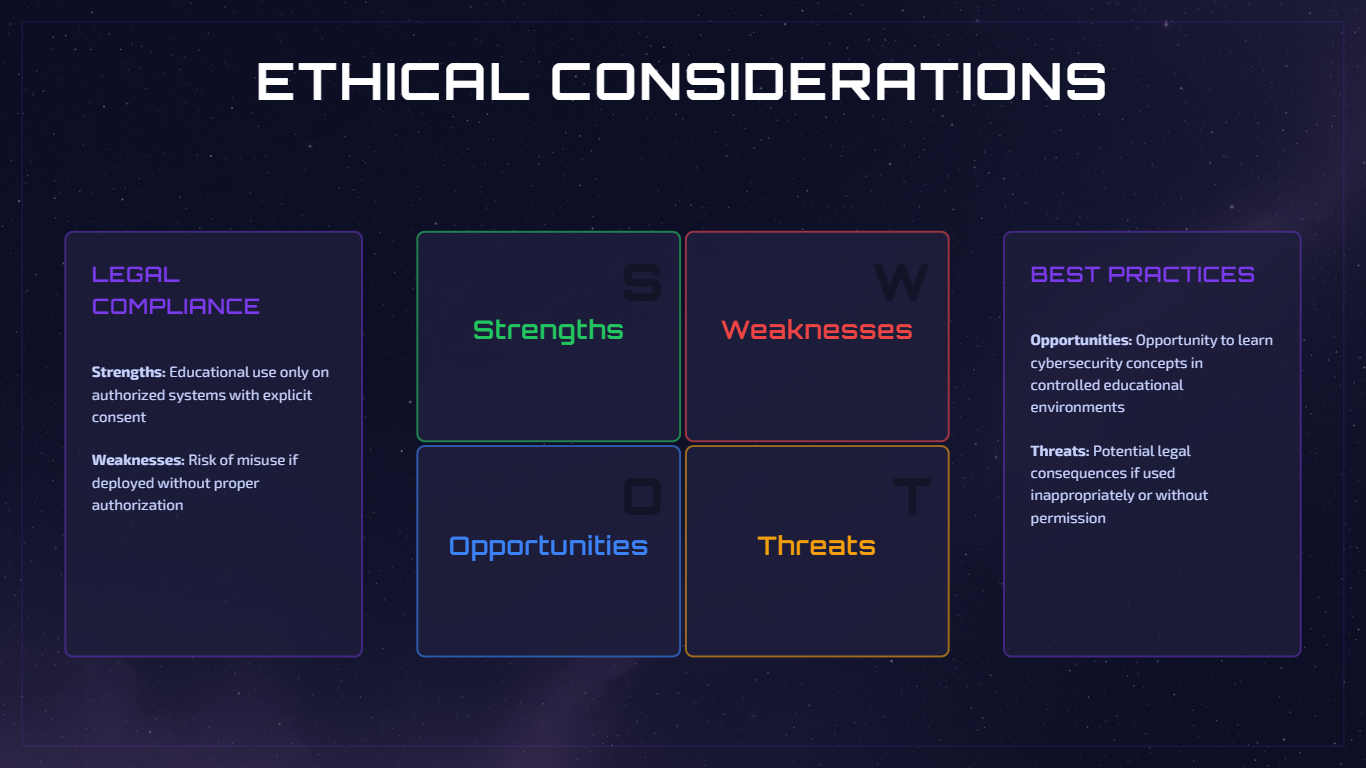 ETHICAL CONSIDERATIONS
LEGAL
COMPLIANCE
Strengths: Educational use only on
authorized systems with explicit
consent
Weaknesses: Risk of misuse if
deployed without proper
authorization
S
Strengths
W
Weaknesses
O
Opportunities
T
Threats
BEST PRACTICES
Opportunities: Opportunity to learn
cybersecurity concepts in
controlled educational
environments
Threats: Potential legal
consequences if used
inappropriately or without
permission